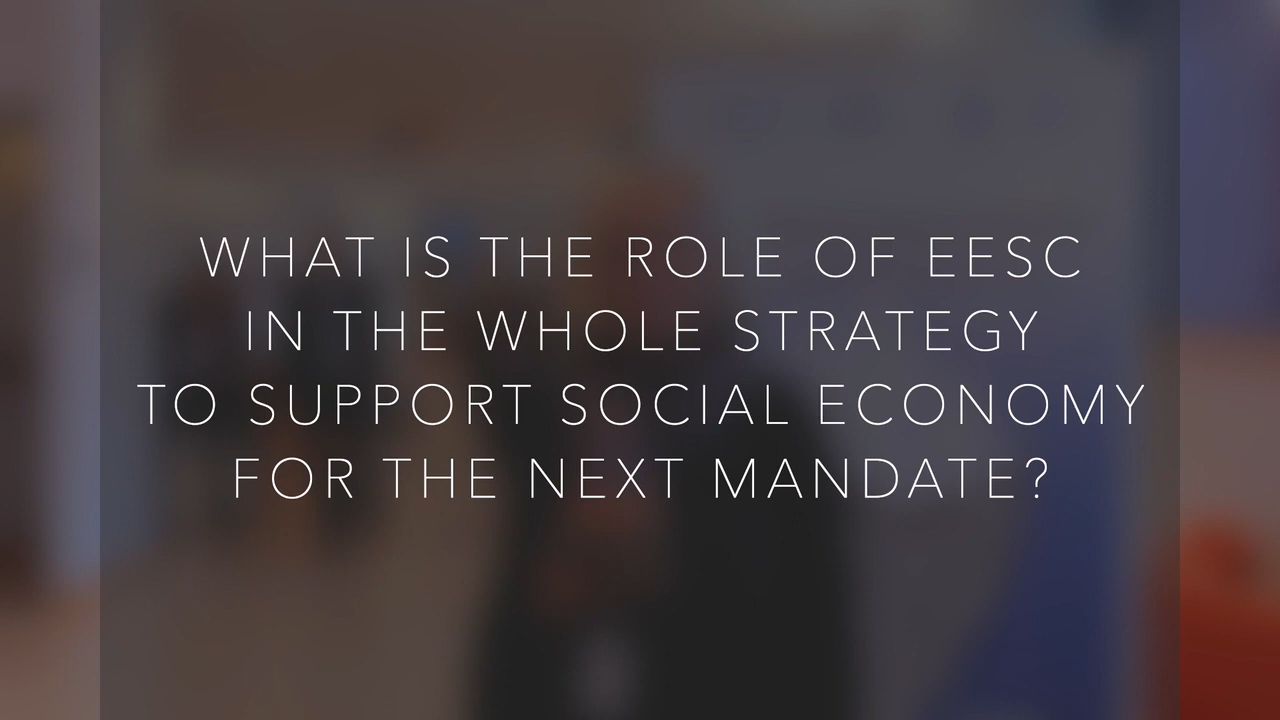 WHAT IS THE ROLE OF EESC
IN THE WHOLE STRATEGY
TO SUPPORT SOCIAL ECONOMY
FOR THE NEXT MANDATE?